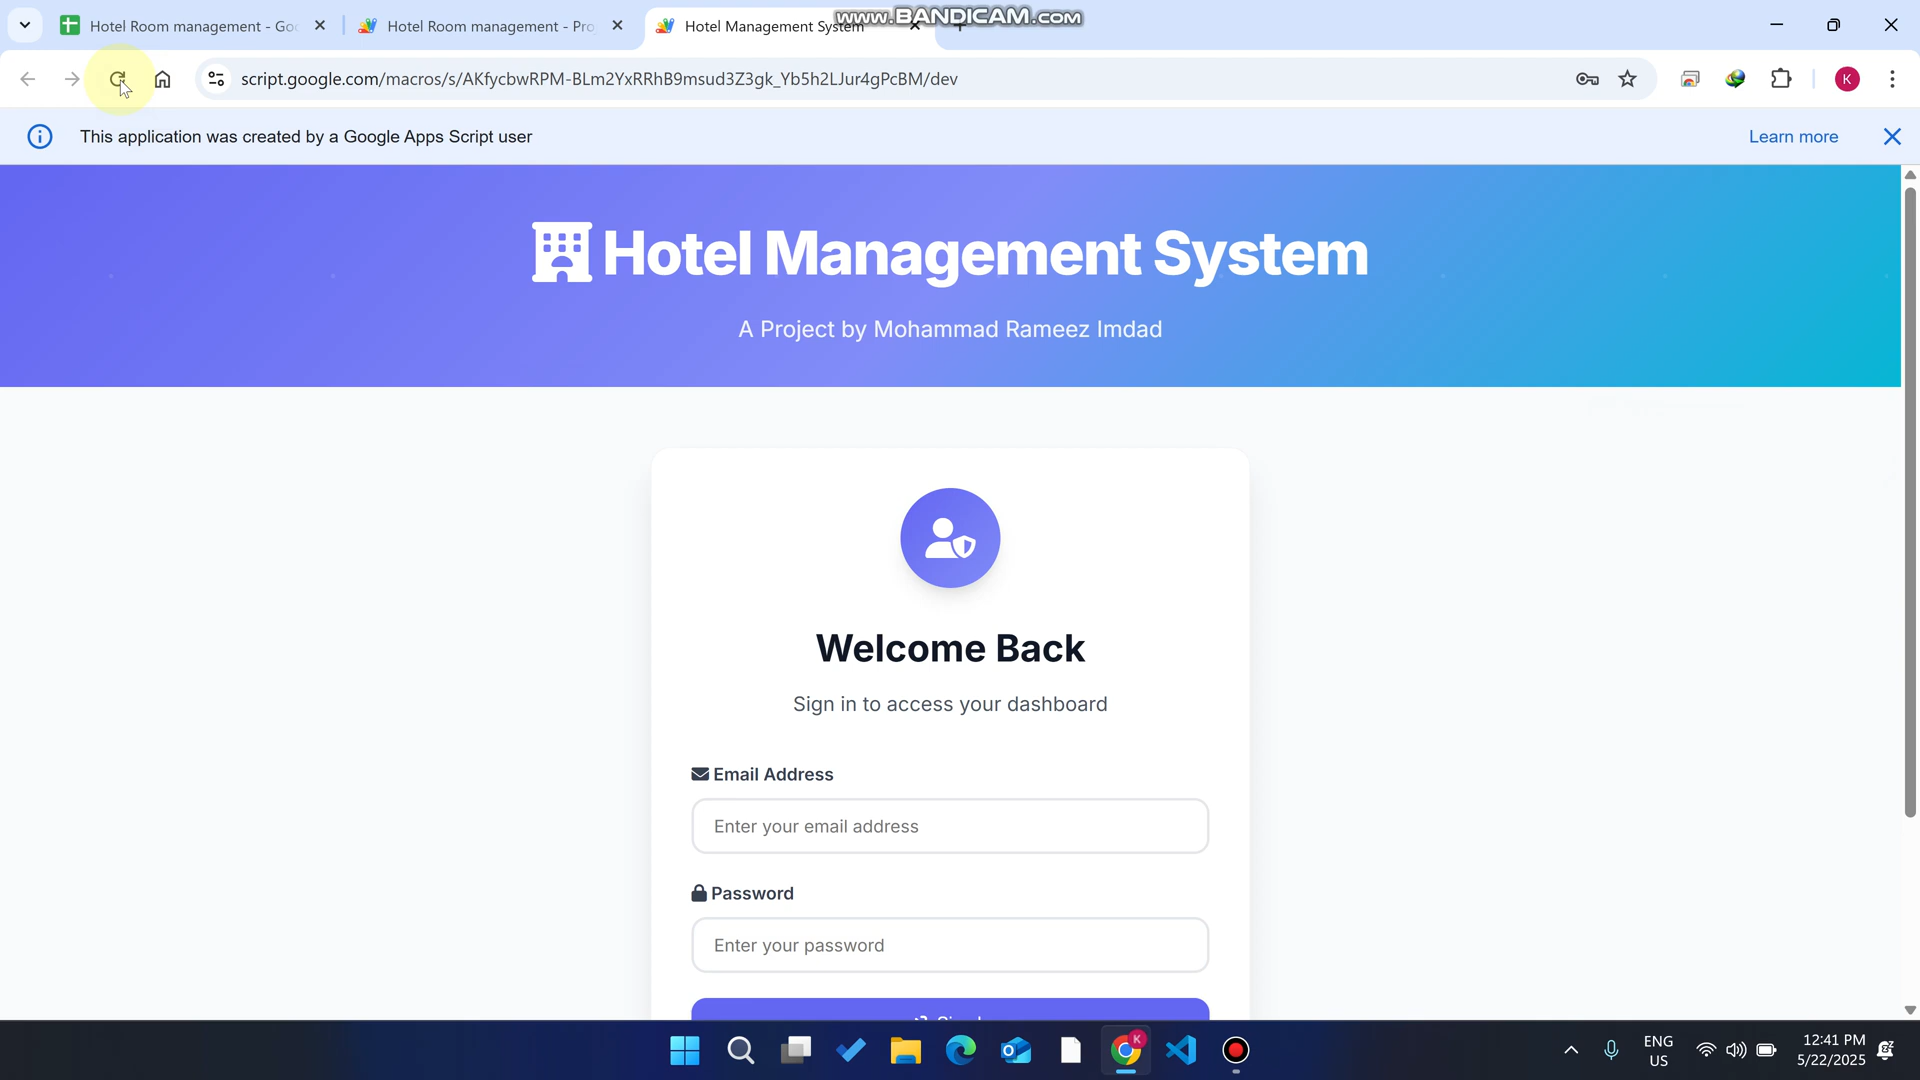 www.BANDICAM.com
Hotel Room management - Goo
Hotel Room management - Pro
Hotel Management System
script.google.com/macros/s/AKfycbwRPM-BLm2YxRRhB9msud3Z3gk_Yb5h2LJur4gPcBM/dev
K
This application was created by a Google Apps Script user
Learn more
Hotel Management System
A Project by Mohammad Rameez Imdad
Welcome Back
Sign in to access your dashboard
Email Address
Enter your email address
Password
Enter your password
K
ENG
US
12:41 PM
5/22/2025